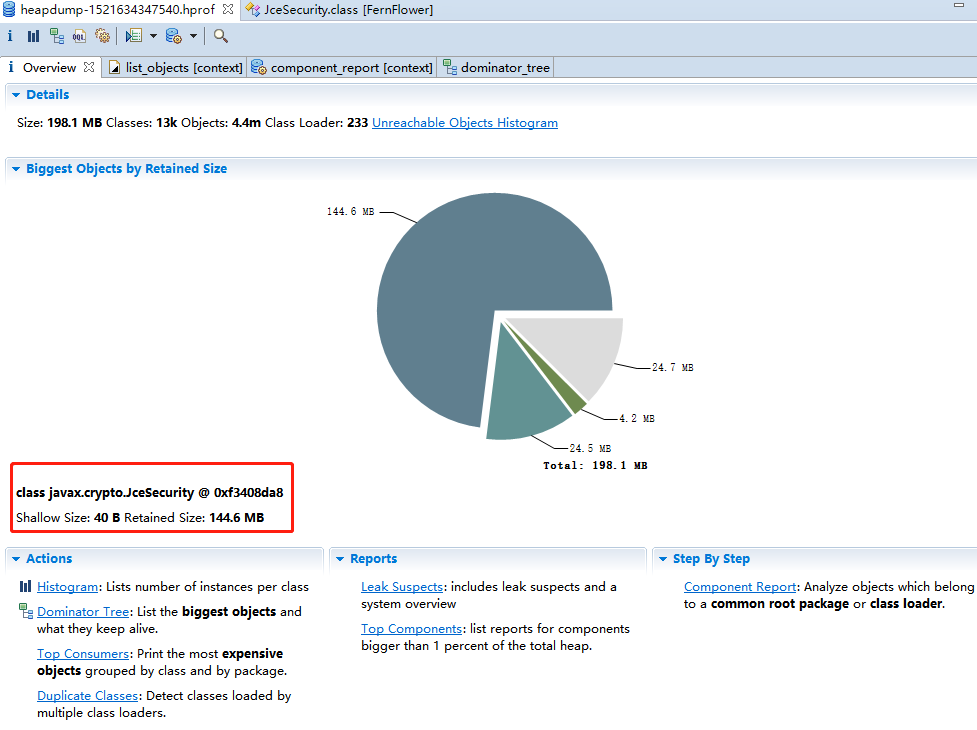 heapdump-1521634347540.hprof JceSecurity.class [FernFlower]
Overview list_objects [context] component_report [context] dominator_tree
Details
Size: 198.1 MB Classes: 13k Objects: 4.4m Class Loader: 233 Unreachable Objects Histogram
Biggest Objects by Retained Size
144.6 MB
24.7 MB
4.2 MB
24.5 MB
Total: 198.1 MB
class javax.crypto.JceSecurity @ 0xf3408da8
Shallow Size: 40 B Retained Size: 144.6 MB
Actions
Histogram: Lists number of instances per class
Dominator Tree: List the biggest objects and
what they keep alive.
Top Consumers: Print the most expensive
objects grouped by class and by package.
Duplicate Classes: Detect classes loaded by
multiple class loaders.
Reports
Leak Suspects: includes leak suspects and a
system overview
Top Components: list reports for components
bigger than 1 percent of the total heap.
Step By Step
Component Report: Analyze objects which belong
to a common root package or class loader.